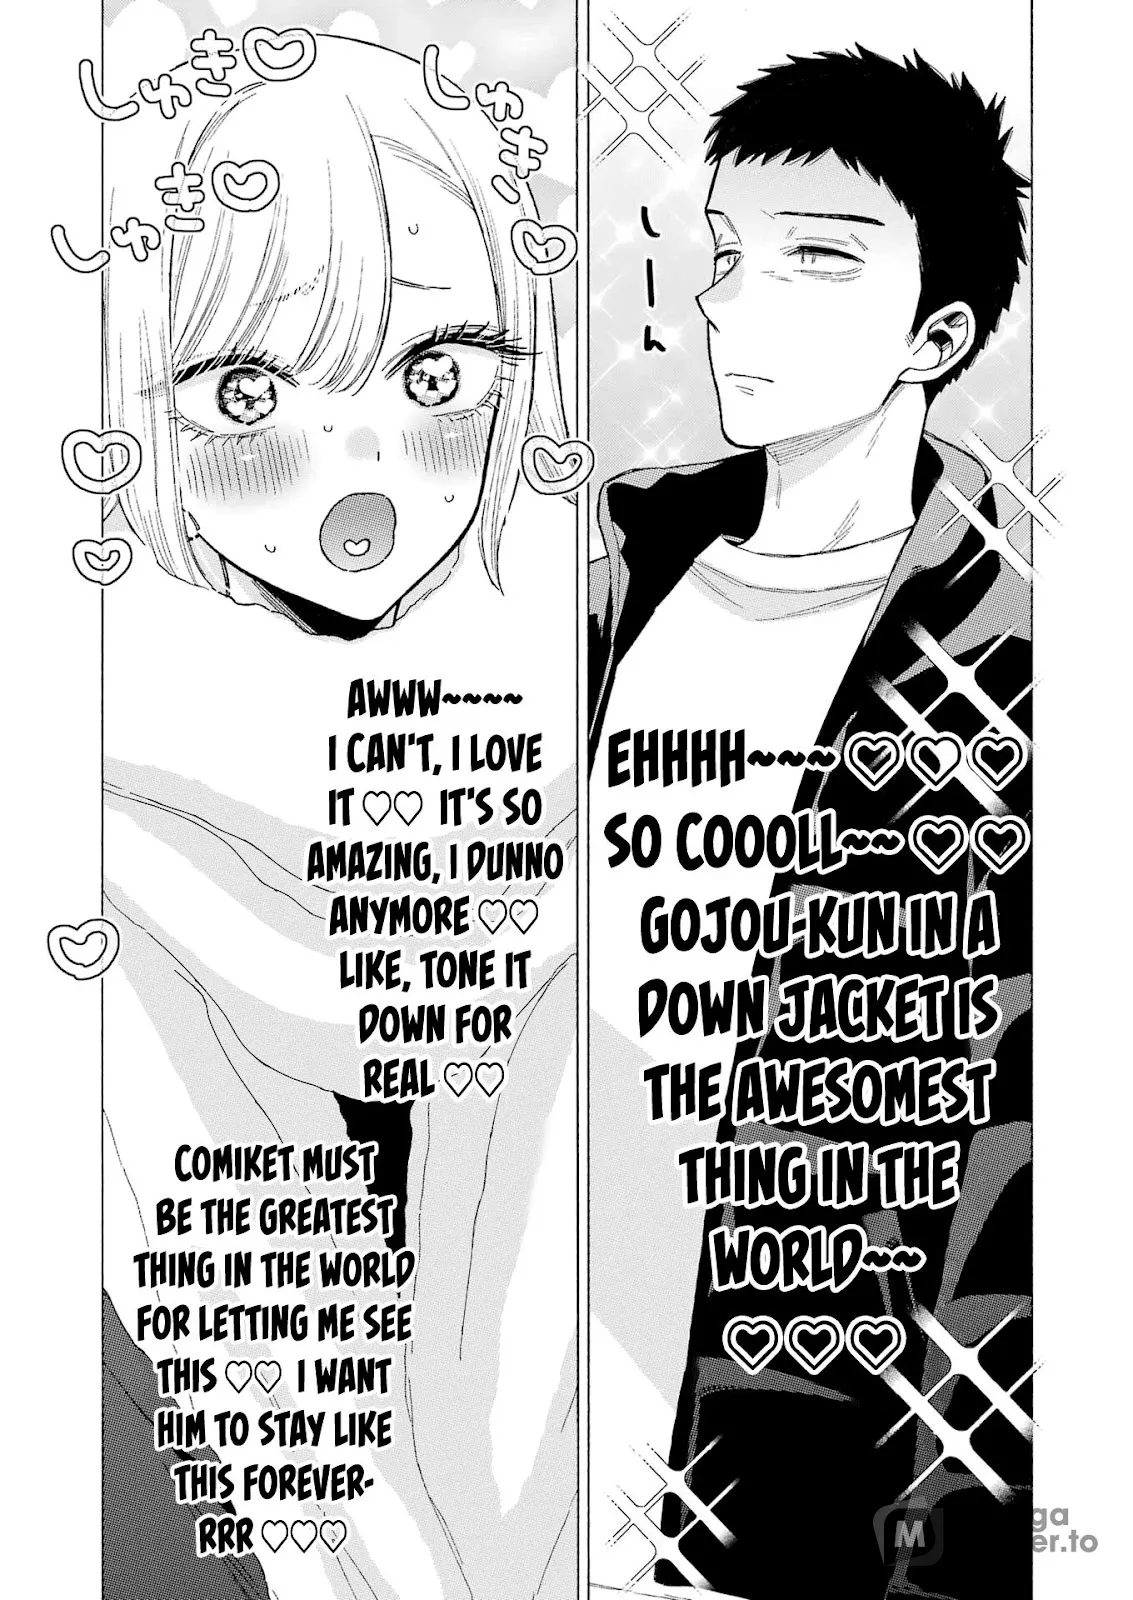 しーん
EHHHH~~~♡♡♡
SO COOOLL~~♡♡
GOJOU-KUN IN A
DOWN JACKET IS
THE AWESOMEST
THING IN THE
WORLD~~
♡♡♡
しゅき♡
しゅき♡
しゅき♡
AWWW~~~~
I CAN'T, I LOVE
IT ♡♡ IT'S SO
AMAZING, I DUNNO
ANYMORE ♡♡
LIKE, TONE IT
DOWN FOR
REAL ♡♡
COMIKET MUST
BE THE GREATEST
THING IN THE WORLD
FOR LETTING ME SEE
THIS ♡♡ I WANT
HIM TO STAY LIKE
THIS FOREVER-
RRR ♡♡♡
M
ga
er.to